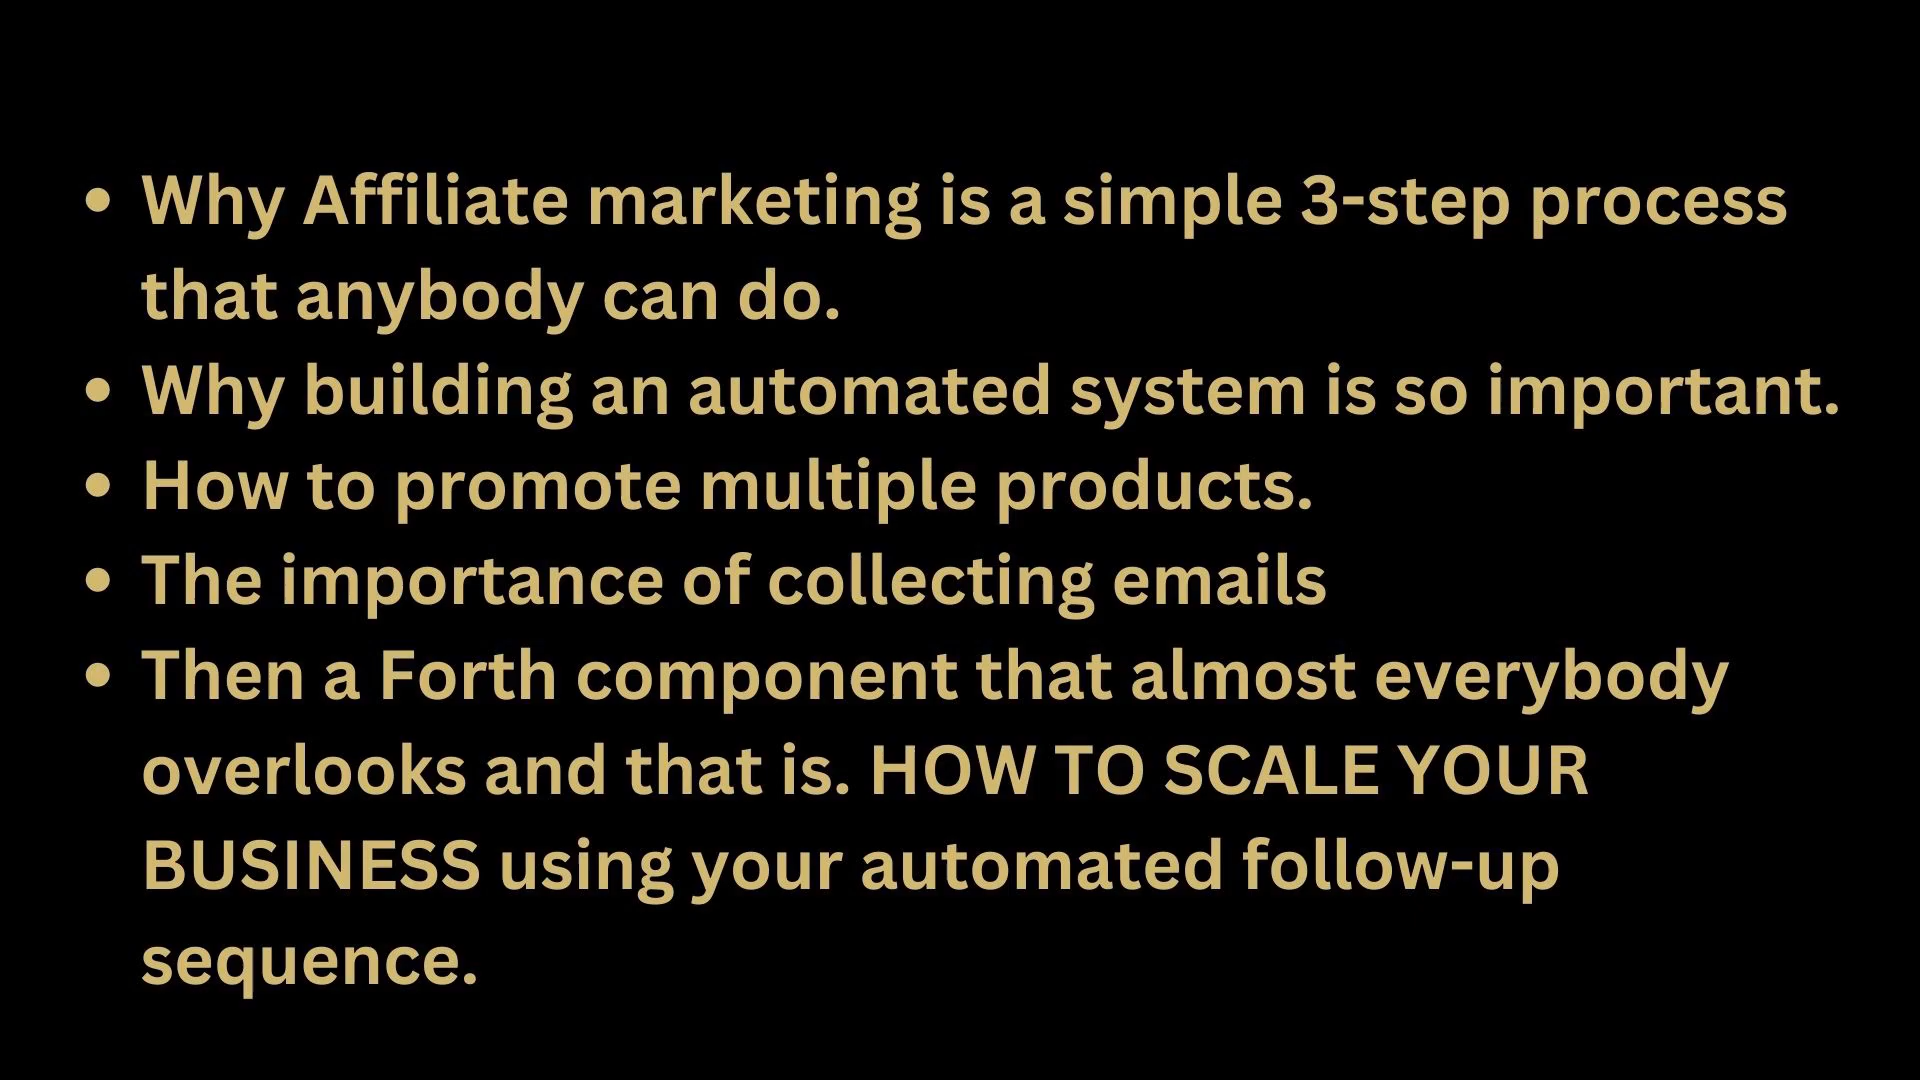 • Why Affiliate marketing is a simple 3-step process
that anybody can do.
• Why building an automated system is so important.
• How to promote multiple products.
• The importance of collecting emails
• Then a Forth component that almost everybody
overlooks and that is. HOW TO SCALE YOUR
BUSINESS using your automated follow-up
sequence.